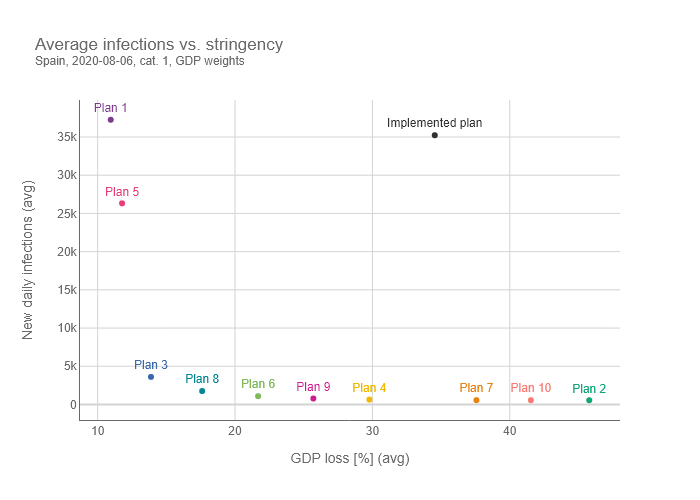 Average infections vs. stringency
Spain, 2020-08-06, cat. 1, GDP weights
New daily infections (avg)
35k
30k
25k
20k
15k
10k
5k
0
Plan 1
Implemented plan
Plan 5
Plan 3
Plan 8
Plan 6
Plan 9
Plan 4
Plan 7
Plan 10
Plan 2
10
20
30
40
GDP loss [%] (avg)